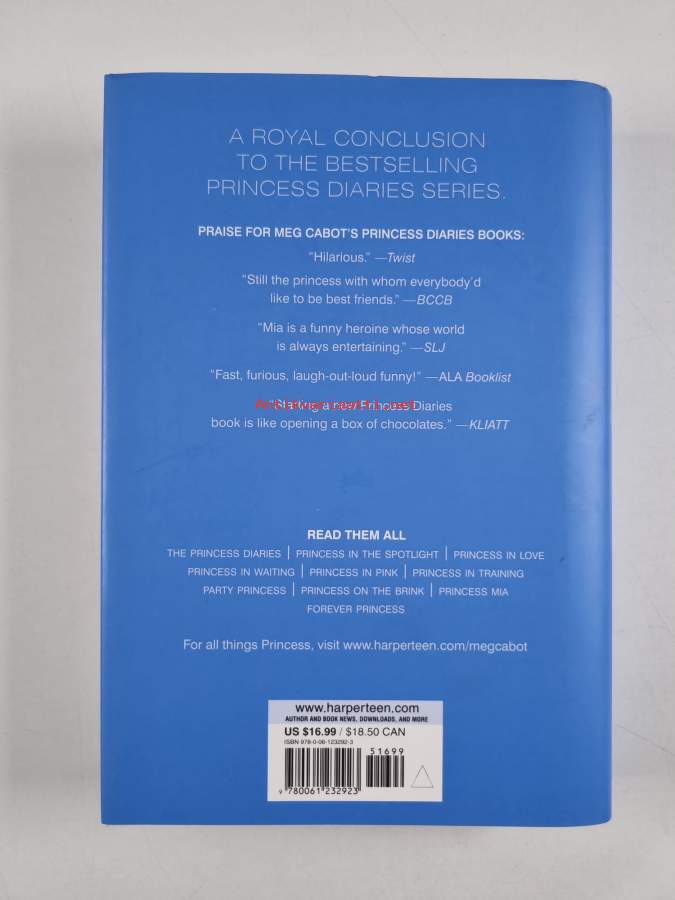 A ROYAL CONCLUSION
TO THE BESTSELLING
PRINCESS DIARIES SERIES.
PRAISE FOR MEG CABOT'S PRINCESS DIARIES BOOKS:
"Hilarious." —Twist
"Still the princess with whom everybody'd
like to be best friends." —BCCB
"Mia is a funny heroine whose world
is always entertaining." —SLJ
"Fast, furious, laugh-out-loud funny!" —ALA Booklist
"Starting a new Princess Diaries
book is like opening a box of chocolates." —KLIATT
READ THEM ALL
THE PRINCESS DIARIES | PRINCESS IN THE SPOTLIGHT | PRINCESS IN LOVE
PRINCESS IN WAITING | PRINCESS IN PINK | PRINCESS IN TRAINING
PARTY PRINCESS | PRINCESS ON THE BRINK | PRINCESS MIA
FOREVER PRINCESS
For all things Princess, visit www.harperteen.com/megcabot
www.harperteen.com
AUTHOR AND BOOK NEWS, DOWNLOADS, AND MORE
US $16.99 / $18.50 CAN
ISBN 978-0-06-123292-3
51699
9 780061 232923